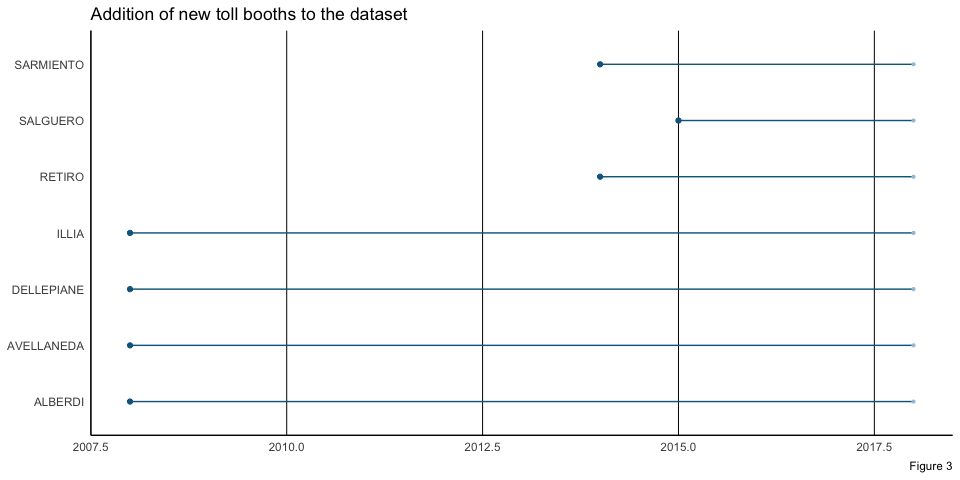 Addition of new toll booths to the dataset
SARMIENTO
SALGUERO
RETIRO
ILLIA
DELLEPIANE
AVELLANEDA
ALBERDI
2007.5 2010.0 2012.5 2015.0 2017.5
Figure 3